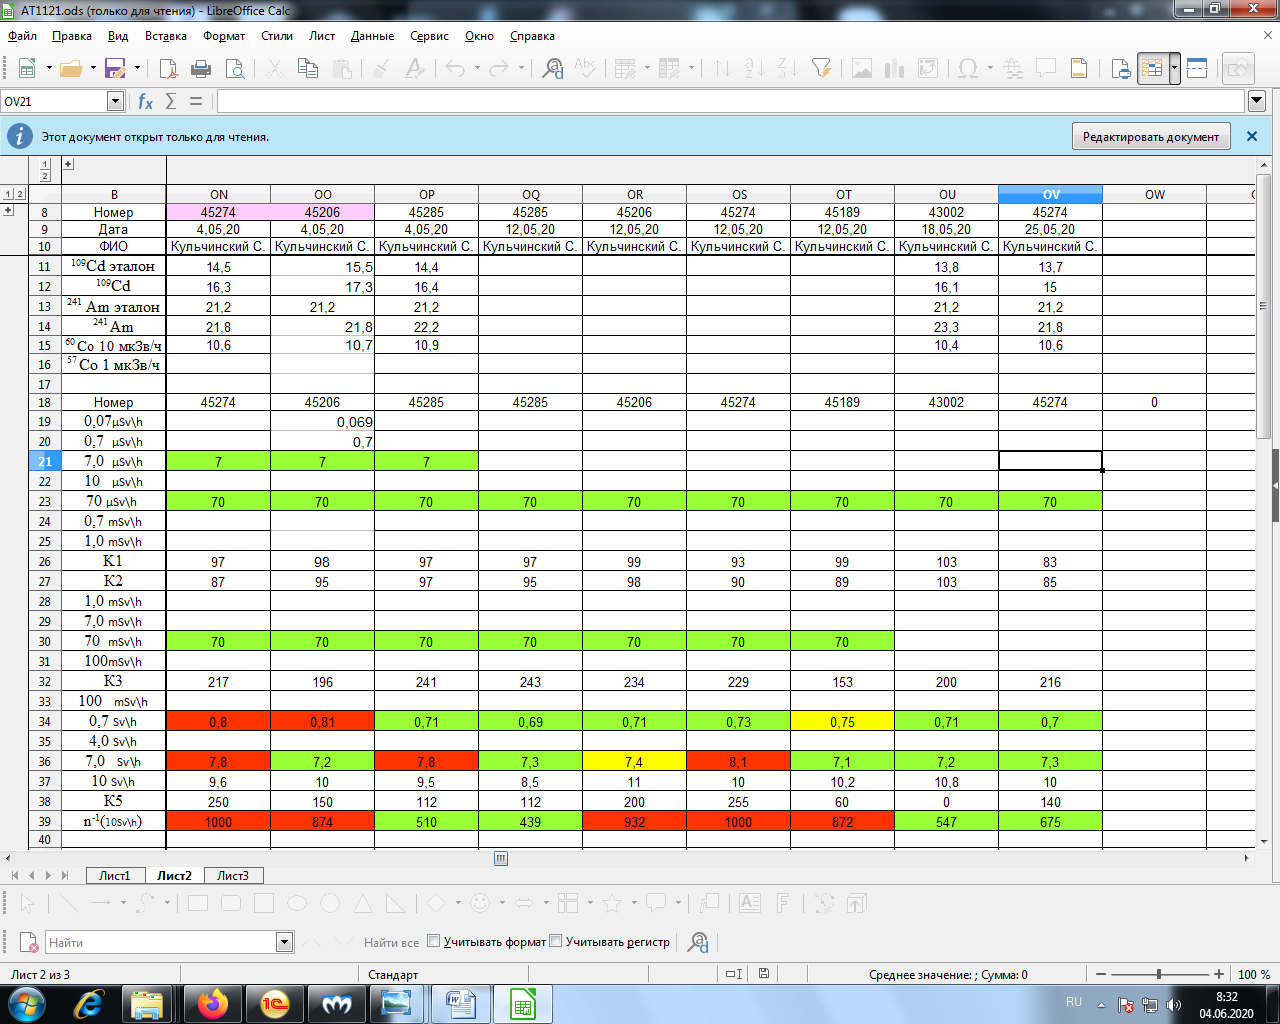 AT1121.ods (только для чтения) - LibreOffice Calc
Файл Правка Вид Вставка Формат Стили Лист Данные Сервис Окно Справка
OV21
Этот документ открыт только для чтения. Редактировать документ
1
2
1 2 B ON OO OP OQ OR OS OT OU OV OW
8 Номер 45274 45206 45285 45285 45206 45274 45189 43002 45274
9 Дата 4,05,20 4,05,20 4,05,20 12,05,20 12,05,20 12,05,20 12,05,20 18,05,20 25,05,20
10 ФИО Кульчинский С. Кульчинский С. Кульчинский С. Кульчинский С. Кульчинский С. Кульчинский С. Кульчинский С. Кульчинский С. Кульчинский С.
11 ¹⁰⁹Cd эталон 14,5 15,5 14,4 13,8 13,7
12 ¹⁰⁹Cd 16,3 17,3 16,4 16,1 15
13 ²⁴¹ Am эталон 21,2 21,2 21,2 21,2 21,2
14 ²⁴¹ Am 21,8 21,8 22,2 23,3 21,8
15 ⁶⁰ Co 10 мкЗв/ч 10,6 10,7 10,9 10,4 10,6
16 ⁵⁷ Co 1 мкЗв/ч
17
18 Номер 45274 45206 45285 45285 45206 45274 45189 43002 45274 0
19 0,07µSv\h 0,069
20 0,7 µSv\h 0,7
21 7,0 µSv\h 7 7 7
22 10 µSv\h
23 70 µSv\h 70 70 70 70 70 70 70 70 70
24 0,7 mSv\h
25 1,0 mSv\h
26 K1 97 98 97 97 99 93 99 103 83
27 K2 87 95 97 95 98 90 89 103 85
28 1,0 mSv\h
29 7,0 mSv\h
30 70 mSv\h 70 70 70 70 70 70 70
31 100mSv\h
32 K3 217 196 241 243 234 229 153 200 216
33 100 mSv\h
34 0,7 Sv\h 0,8 0,81 0,71 0,69 0,71 0,73 0,75 0,71 0,7
35 4,0 Sv\h
36 7,0 Sv\h 7,8 7,2 7,8 7,3 7,4 8,1 7,1 7,2 7,3
37 10 Sv\h 9,6 10 9,5 8,5 11 10 10,2 10,8 10
38 K5 250 150 112 112 200 255 60 0 140
39 n⁻¹(10Sv\h) 1000 874 510 439 932 1000 872 547 675
40
Лист1 Лист2 Лист3
Найти Найти все Учитывать формат Учитывать регистр
Лист 2 из 3 Стандарт Среднее значение: ; Сумма: 0 100 %
RU 8:32
04.06.2020